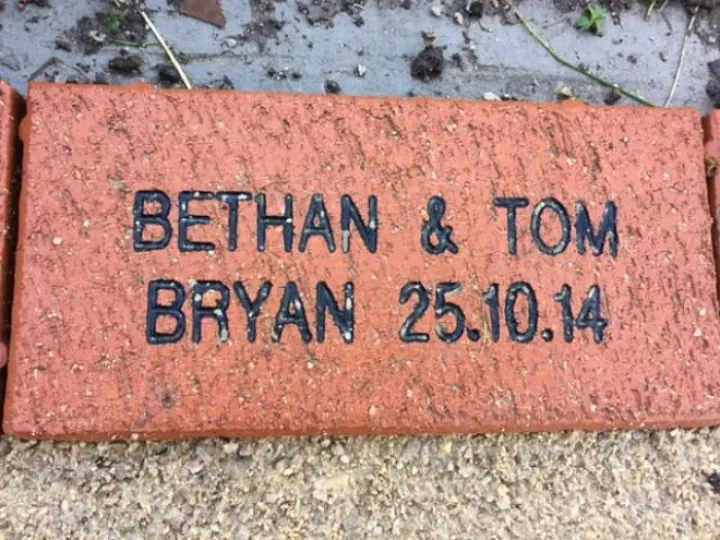 BETHAN & TOM
BRYAN 25.10.14